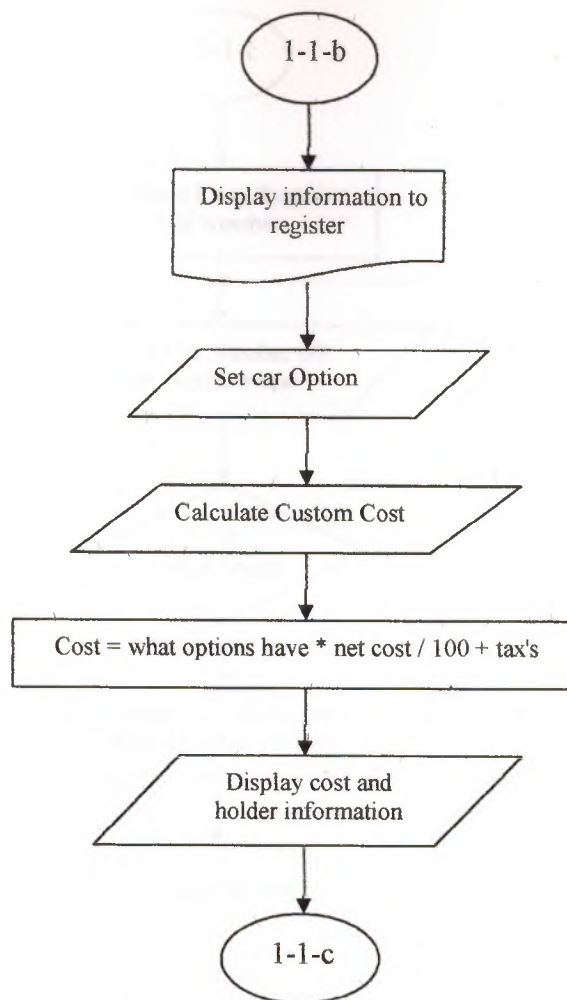 1-1-b
Display information to
register
Set car Option
Calculate Custom Cost
Cost = what options have * net cost / 100 + tax's
Display cost and
holder information
1-1-c